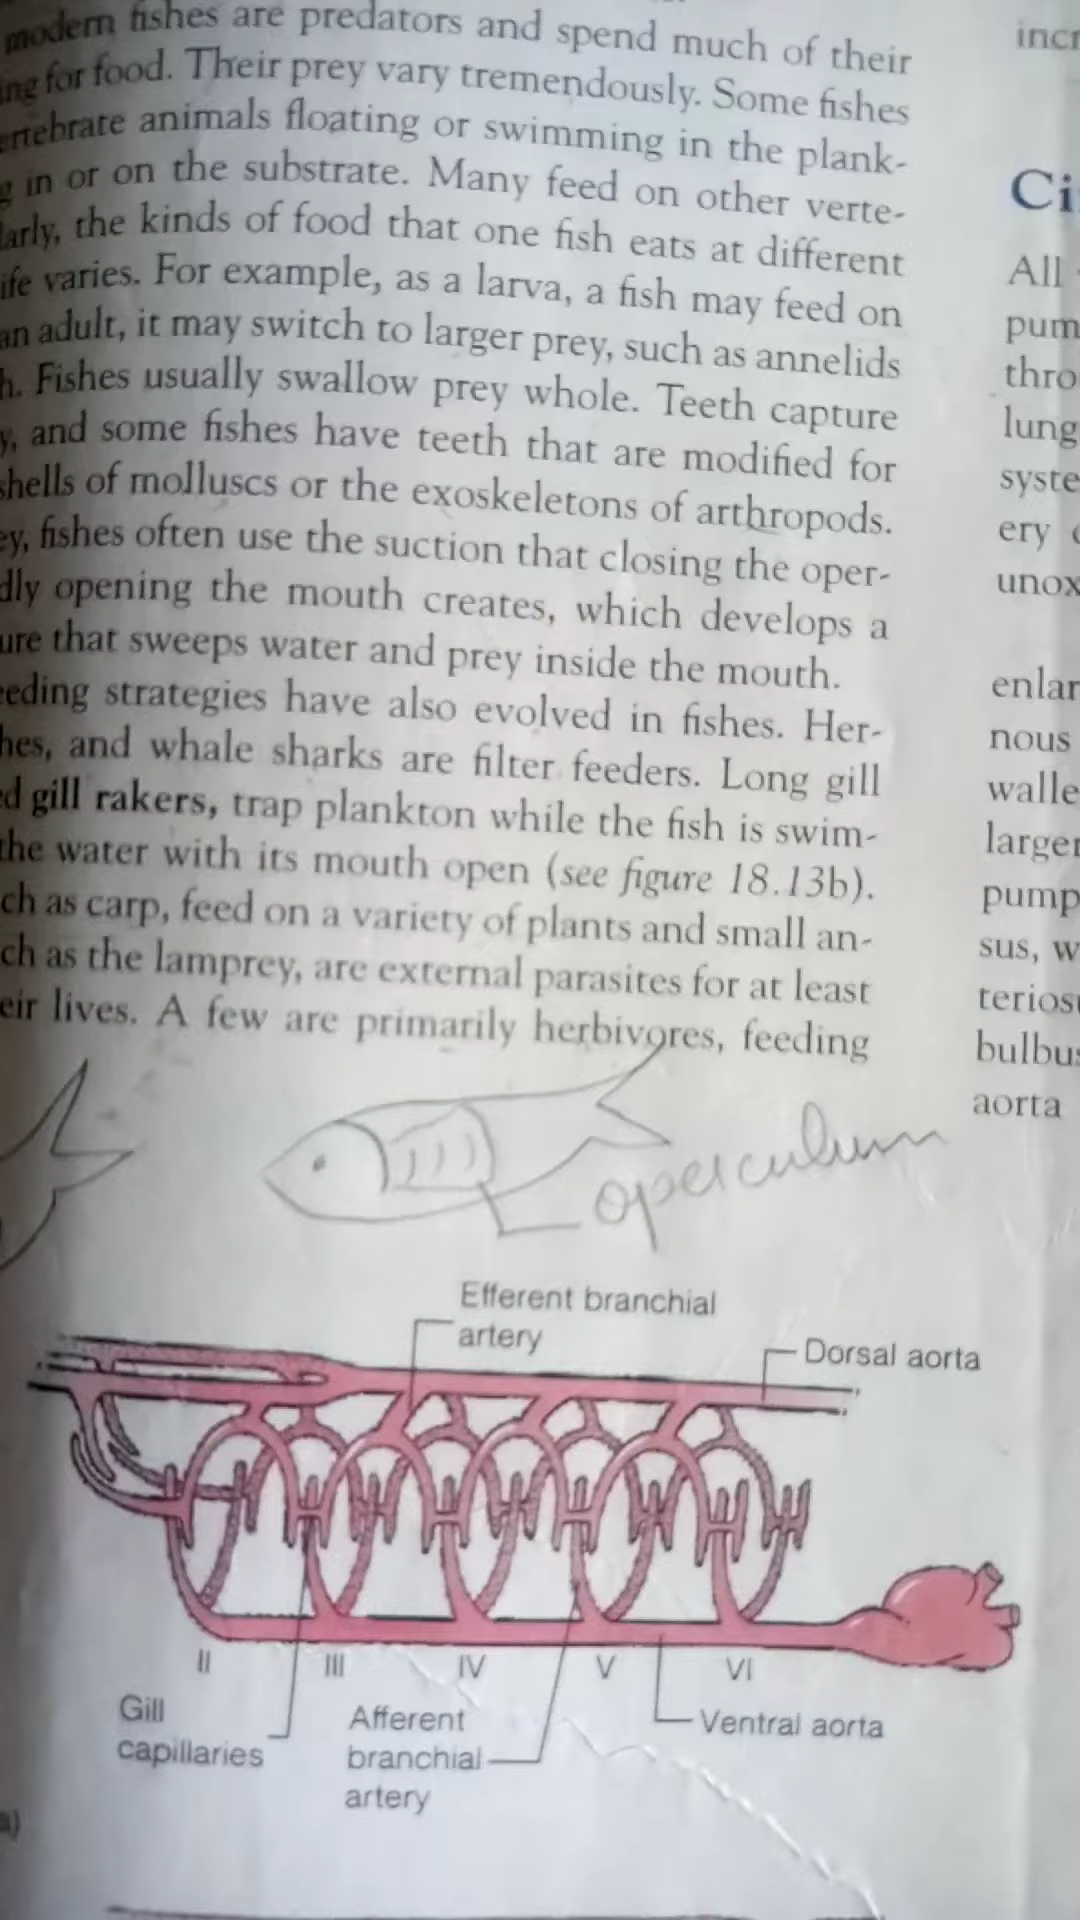 modern fishes are predators and spend much of their
ing for food. Their prey vary tremendously. Some fishes
ertebrate animals floating or swimming in the plank-
g in or on the substrate. Many feed on other verte-
larly, the kinds of food that one fish eats at different
ife varies. For example, as a larva, a fish may feed on
an adult, it may switch to larger prey, such as annelids
h. Fishes usually swallow prey whole. Teeth capture
y, and some fishes have teeth that are modified for
shells of molluscs or the exoskeletons of arthropods.
ey, fishes often use the suction that closing the oper-
dly opening the mouth creates, which develops a
ure that sweeps water and prey inside the mouth.
eeding strategies have also evolved in fishes. Her-
hes, and whale sharks are filter feeders. Long gill
ed gill rakers, trap plankton while the fish is swim-
the water with its mouth open (see figure 18.13b).
ch as carp, feed on a variety of plants and small an-
ch as the lamprey, are external parasites for at least
eir lives. A few are primarily herbivores, feeding
operculum
Efferent branchial
artery
Dorsal aorta
II III IV V VI
Gill
capillaries
Afferent
branchial
artery
Ventral aorta
a)
incr
Ci
All
pum
thro
lung
syste
ery
unox
enlar
nous
walle
larger
pump
sus, w
terios
bulbus
aorta